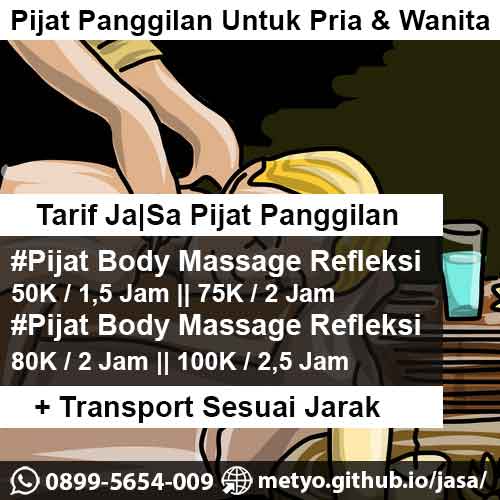 Pijat Panggilan Untuk Pria & Wanita
Tarif Ja|Sa Pijat Panggilan
#Pijat Body Massage Refleksi
50K / 1,5 Jam || 75K / 2 Jam
#Pijat Body Massage Refleksi
80K / 2 Jam || 100K / 2,5 Jam
+ Transport Sesuai Jarak
0899-5654-009 metyo.github.io/jasa/